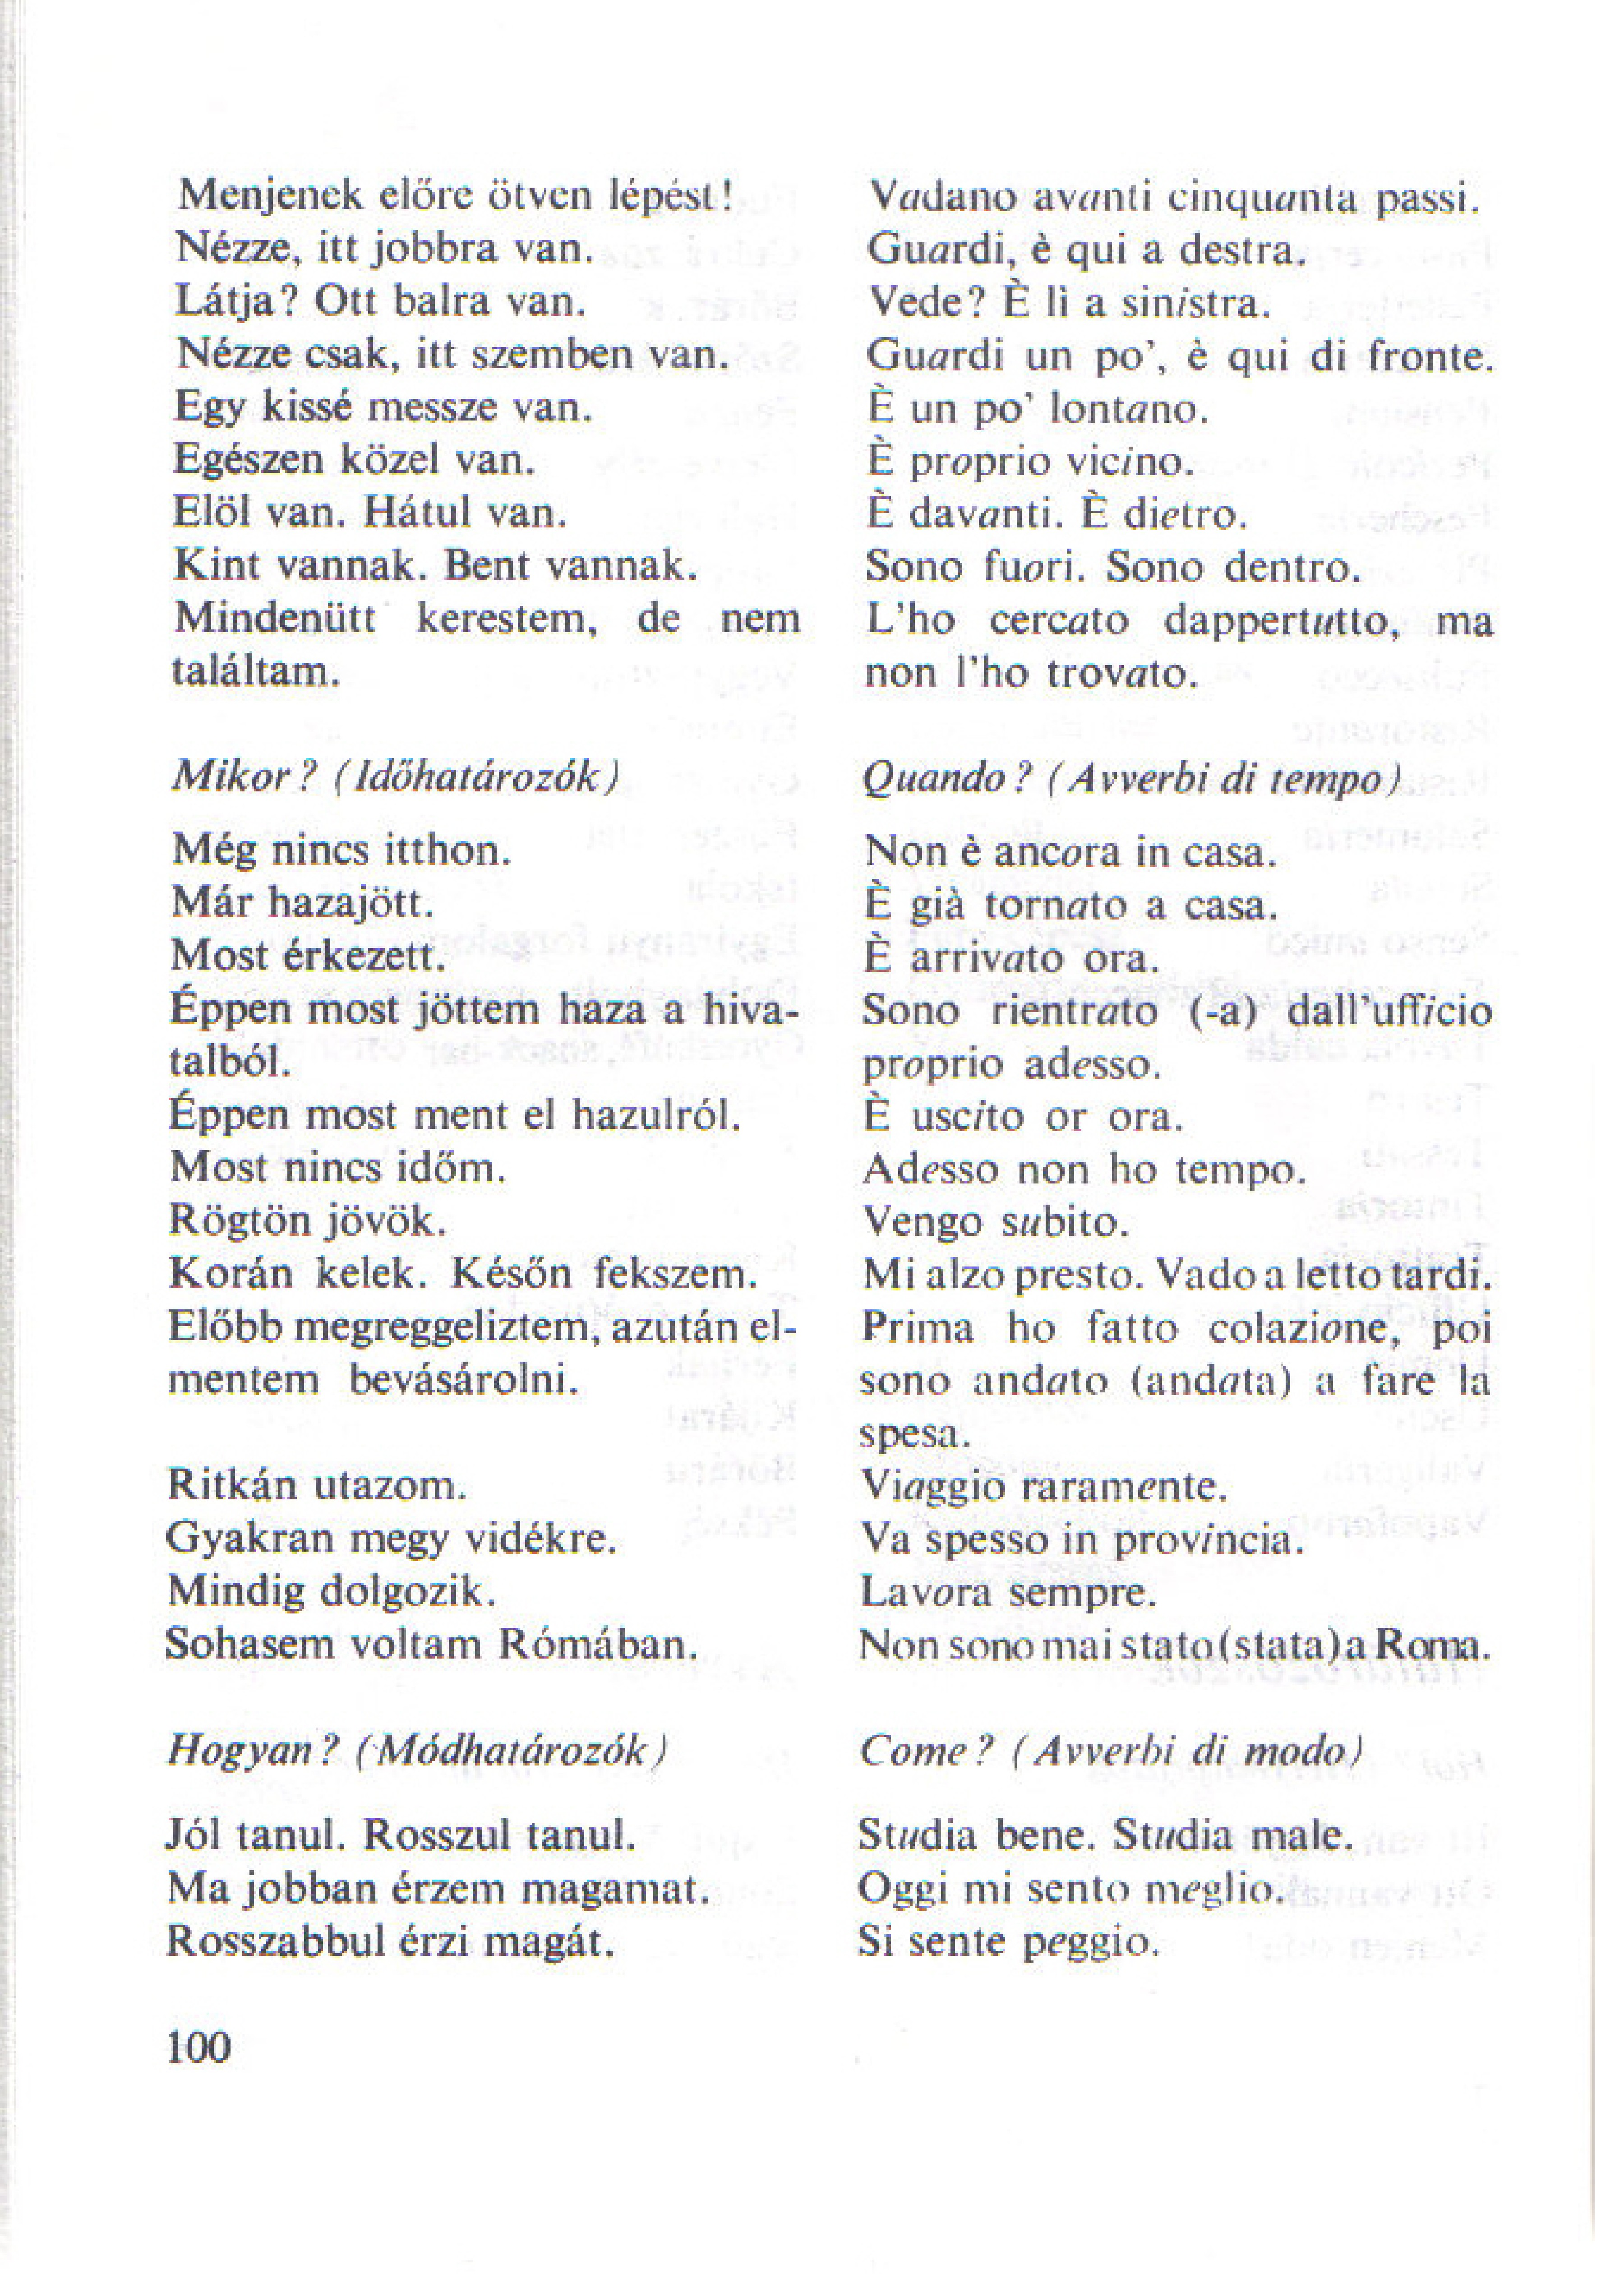 Menjenek előre ötven lépést!
Nézze, itt jobbra van.
Látja? Ott balra van.
Nézze csak, itt szemben van.
Egy kissé messze van.
Egészen közel van.
Elöl van. Hátul van.
Kint vannak. Bent vannak.
Mindenütt kerestem, de nem
találtam.
Mikor? (Időhatározók)
Még nincs itthon.
Már hazajött.
Most érkezett.
Éppen most jöttem haza a hiva-
talból.
Éppen most ment el hazulról.
Most nincs időm.
Rögtön jövök.
Korán kelek. Későn fekszem.
Előbb megreggeliztem, azután el-
mentem bevásárolni.
Ritkán utazom.
Gyakran megy vidékre.
Mindig dolgozik.
Sohasem voltam Rómában.
Hogyan? (Módhatározók)
Jól tanul. Rosszul tanul.
Ma jobban érzem magamat.
Rosszabbul érzi magát.
Vadano avanti cinquanta passi.
Guardi, è qui a destra.
Vede? È lì a sinistra.
Guardi un po', è qui di fronte.
È un po' lontano.
È proprio vicino.
È davanti. È dietro.
Sono fuori. Sono dentro.
L'ho cercato dappertutto, ma
non l'ho trovato.
Quando? (Avverbi di tempo)
Non è ancora in casa.
È già tornato a casa.
È arrivato ora.
Sono rientrato (-a) dall'ufficio
proprio adesso.
È uscito or ora.
Adesso non ho tempo.
Vengo subito.
Mi alzo presto. Vado a letto tardi.
Prima ho fatto colazione, poi
sono andato (andata) a fare la
spesa.
Viaggio raramente.
Va spesso in provincia.
Lavora sempre.
Non sono mai stato (stata) a Roma.
Come? (Avverbi di modo)
Studia bene. Studia male.
Oggi mi sento meglio.
Si sente peggio.
100